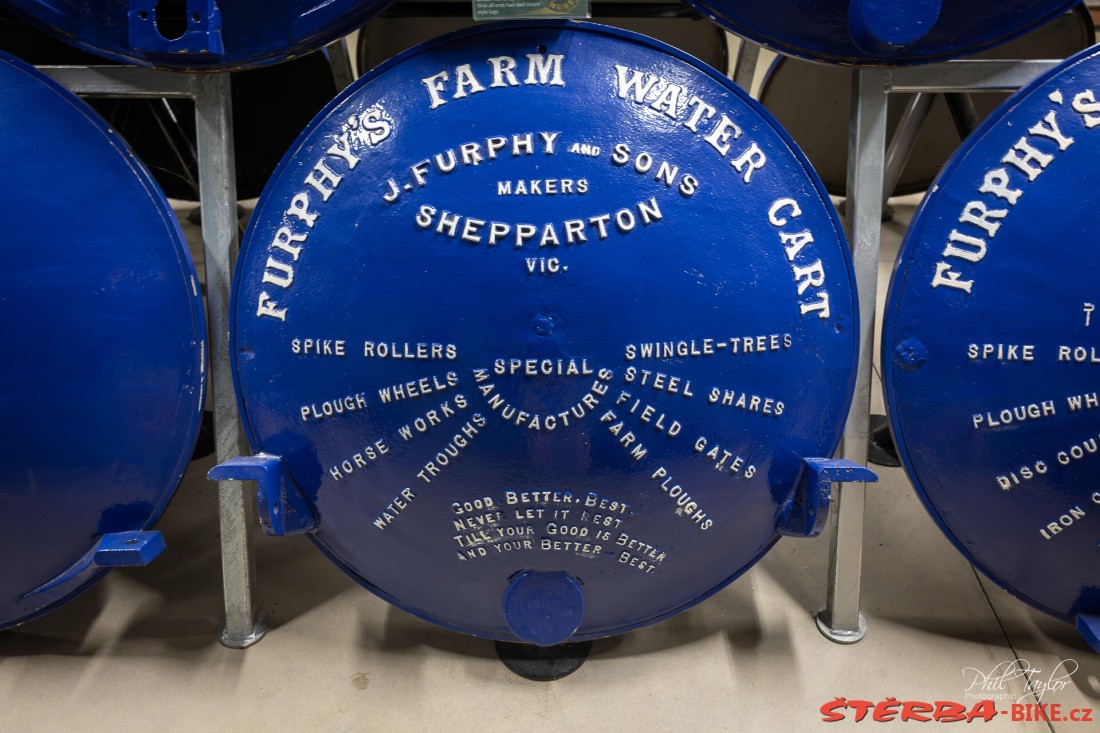 FURPHY'S FARM WATER CART
J. FURPHY AND SONS
MAKERS
SHEPPARTON
VIC.
SPECIAL
MANUFACTURES
SPIKE ROLLERS
PLOUGH WHEELS
HORSE WORKS
WATER TROUGHS
SWINGLE-TREES
STEEL SHARES
FIELD GATES
FARM PLOUGHS
GOOD BETTER, BEST
NEVER LET IT REST
TILL YOUR GOOD IS BETTER
AND YOUR BETTER BEST
FURPHY'S
SPIKE ROL
PLOUGH WH
DISC COU
IRON
Phil Taylor
Photographic
ŠTĚRBA-BIKE.cz